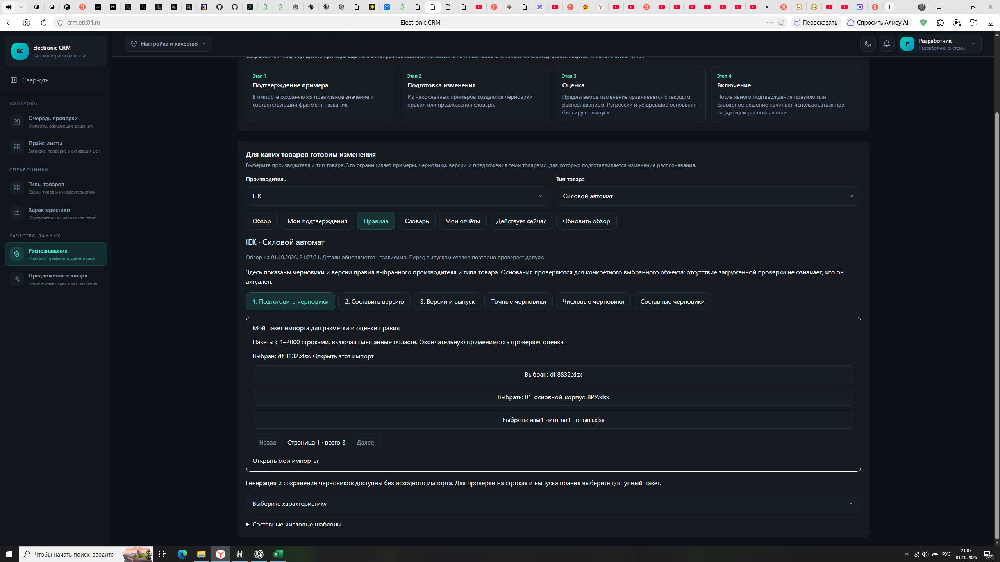 crm.etk04.ru
Electronic CRM
Пересказать
Спросить Алису AI
EC
Electronic CRM
Каталог и распознавание
Свернуть
КОНТРОЛЬ
Очередь проверки
Импорты, ожидающие решения
Прайс-листы
Загрузка, проверка и активация цен
СПРАВОЧНИКИ
Типы товаров
Схемы типов и их характеристики
Характеристики
Определения и правила значений
КАЧЕСТВО ДАННЫХ
Распознавание
Правила, профили и диагностика
Предложения словаря
Неизвестные слова и исправления
Настройка и качество
Р
Разработчик
Разработчик системы
Сохранение и подтверждение примера ещё не меняет распознавание. Изменение начинает работать только после подготовки, оценки и явного включения.
Этап 1
Подтверждение примера
В импорте сохраняются правильное значение и
соответствующий фрагмент названия.
Этап 2
Подготовка изменения
Из накопленных примеров создаются черновики
правил или предложения словаря.
Этап 3
Оценка
Предлагаемое изменение сравнивается с текущим
распознаванием. Регрессии и устаревшие основания
блокируют выпуск.
Этап 4
Включение
После явного подтверждения правило или
словарное решение начинает использоваться при
следующем распознавании.
Для каких товаров готовим изменения
Выберите производителя и тип товара. Это ограничивает примеры, черновики, версии и предложения теми товарами, для которых подготавливается изменение распознавания.
Производитель
IEK
Тип товара
Силовой автомат
Обзор
Мои подтверждения
Правила
Словарь
Мои отчёты
Действует сейчас
Обновить обзор
IEK · Силовой автомат
Обзор на 01.10.2026, 21:07:31. Детали обновляются независимо. Перед выпуском сервер повторно проверяет допуск.
Здесь показаны черновики и версии правил выбранного производителя и типа товара. Основания проверяются для конкретного выбранного объекта; отсутствие загруженной проверки не означает, что он
актуален.
1. Подготовить черновики
2. Составить версию
3. Версии и выпуск
Точные черновики
Числовые черновики
Составные черновики
Мой пакет импорта для разметки и оценки правил
Пакеты с 1–2000 строками, включая смешанные области. Окончательную применимость проверяет оценка.
Выбран: df 8832.xlsx. Открыть этот импорт
Выбран: df 8832.xlsx
Выбрать: 01_основной_корпус_ВРУ.xlsx
Выбрать: изм1 чинт na1 вовывз.xlsx
Назад
Страница 1 · всего 3
Далее
Открыть мои импорты
Генерация и сохранение черновиков доступны без исходного импорта. Для проверки на строках и выпуска правил выберите доступный пакет.
Выберите характеристику
Составные числовые шаблоны
Чтобы начать поиск, введите
РУС
21:07
01.10.2026
22